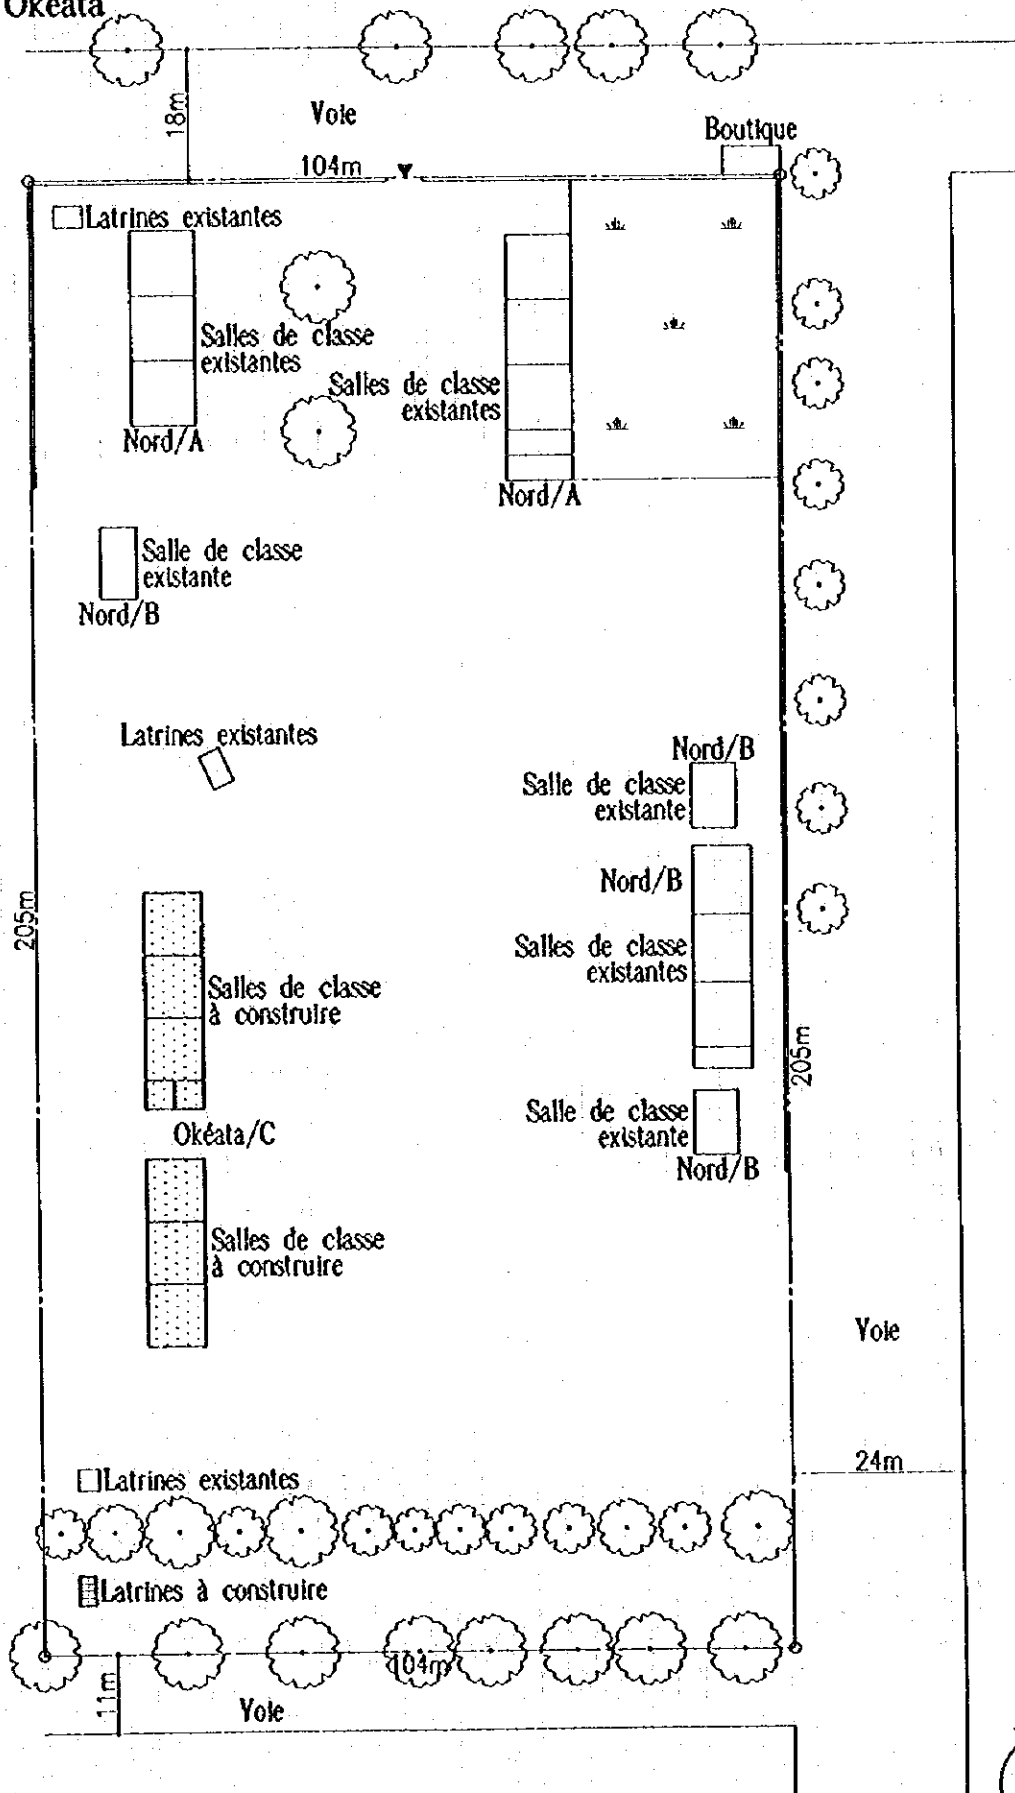 Okéata
18m
Voie
Boutique
104m
Latrines existantes
Salles de classe
existantes
Salles de classe
existantes
Nord/A
Nord/A
Salle de classe
existante
Nord/B
Latrines existantes
Nord/B
Salle de classe
existante
Nord/B
205m
Salles de classe
existantes
Salles de classe
à construire
205m
Salle de classe
existante
Okéata/C
Nord/B
Salles de classe
à construire
Voie
24m
Latrines existantes
Latrines à construire
104m
11m
Voie